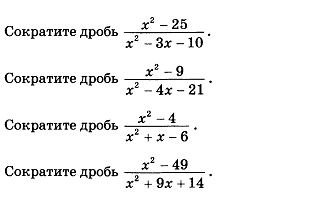 Сократите дробь (x² − 25)/(x² − 3x − 10).
Сократите дробь (x² − 9)/(x² − 4x − 21).
Сократите дробь (x² − 4)/(x² + x − 6).
Сократите дробь (x² − 49)/(x² + 9x + 14).